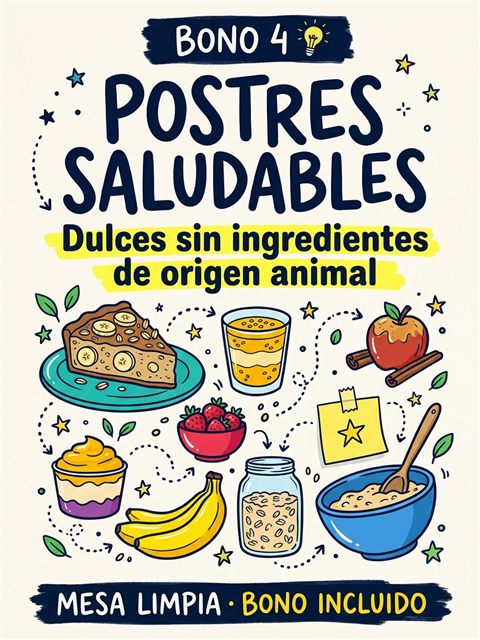 BONO 4
POSTRES
SALUDABLES
Dulces sin ingredientes
de origen animal
MESA LIMPIA · BONO INCLUIDO